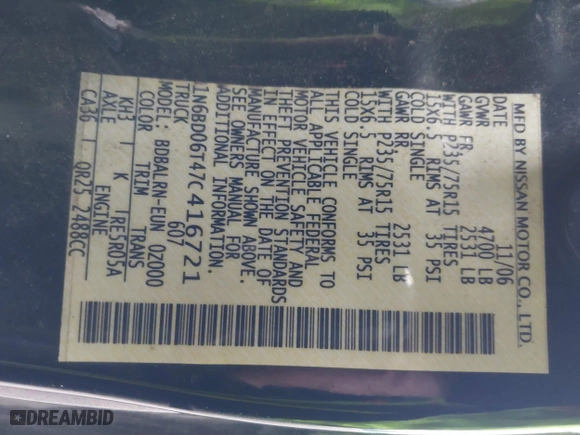 MFD BY NISSAN MOTOR CO., LTD.
DATE 11/06
GVWR 4700 LB
GAWR FR. 2531 LB
WITH P235/75R15 TIRES
15X6.5 RIMS AT 35 PSI
COLD SINGLE
GAWR RR. 2531 LB
WITH P235/75R15 TIRES
15X6.5 RIMS AT 35 PSI
COLD SINGLE
THIS VEHICLE CONFORMS TO
ALL APPLICABLE FEDERAL
MOTOR VEHICLE SAFETY AND
THEFT PREVENTION STANDARDS
IN EFFECT ON THE DATE OF
MANUFACTURE SHOWN ABOVE.
SEE OWNERS MANUAL FOR
ADDITIONAL INFORMATION.
1N6BD06T47C416721
TRUCK 607
MODEL: BDBALRN-EUN 0Z000
COLOR TRIM TRANS
KH3 I K TRE5R05A
AXLE ENGINE
CA36 I QR25 2488CC
DREAMBID